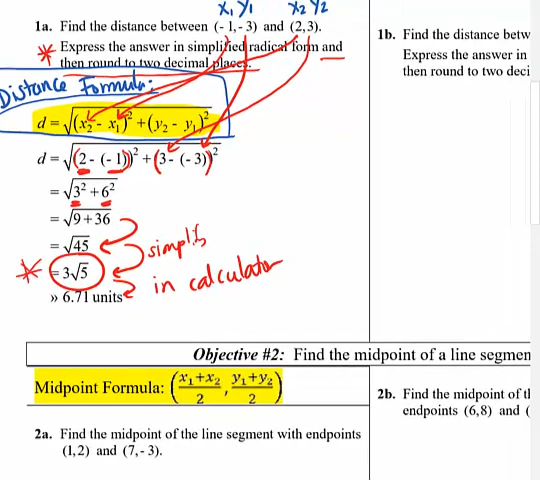 x₁ y₁ x₂ y₂
1a. Find the distance between (- 1,- 3) and (2,3).
Express the answer in simplified radical form and
then round to two decimal places.
Distance Formula:
d = √(x₂ - x₁)² + (y₂ - y₁)²
d = √(2 - (- 1))² + (3 - (- 3))²
= √3² + 6²
= √9 + 36
= √45
simplify
= 3√5
in calculator
» 6.71 units
1b. Find the distance betw
Express the answer in
then round to two deci
Objective #2: Find the midpoint of a line segmen
Midpoint Formula: (x₁+x₂/2, y₁+y₂/2)
2a. Find the midpoint of the line segment with endpoints
(1,2) and (7,- 3).
2b. Find the midpoint of t
endpoints (6,8) and (